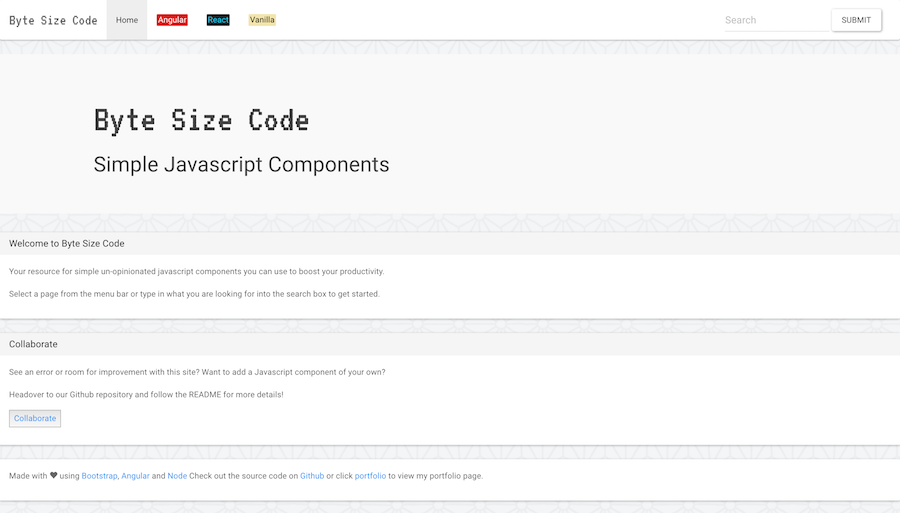 Byte Size Code Home Angular React Vanilla Search SUBMIT
Byte Size Code
Simple Javascript Components
Welcome to Byte Size Code
Your resource for simple un-opinionated javascript components you can use to boost your productivity.
Select a page from the menu bar or type in what you are looking for into the search box to get started.
Collaborate
See an error or room for improvement with this site? Want to add a Javascript component of your own?
Headover to our Github repository and follow the README for more details!
Collaborate
Made with ♥ using Bootstrap, Angular and Node Check out the source code on Github or click portfolio to view my portfolio page.